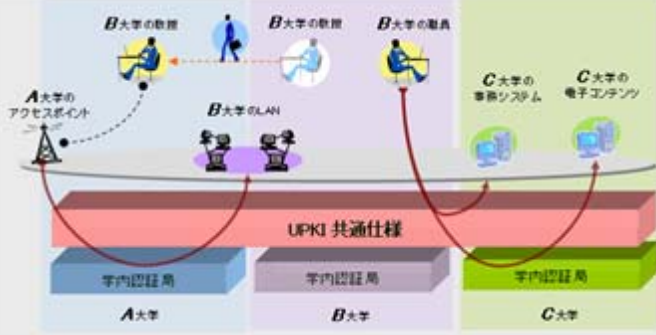 B大学の教授
B大学の教授
B大学の職員
A大学の
アクセスポイント
B大学のLAN
C大学の
事務システム
C大学の
電子コンテンツ
UPKI 共通仕様
学内認証局
学内認証局
学内認証局
A大学
B大学
C大学